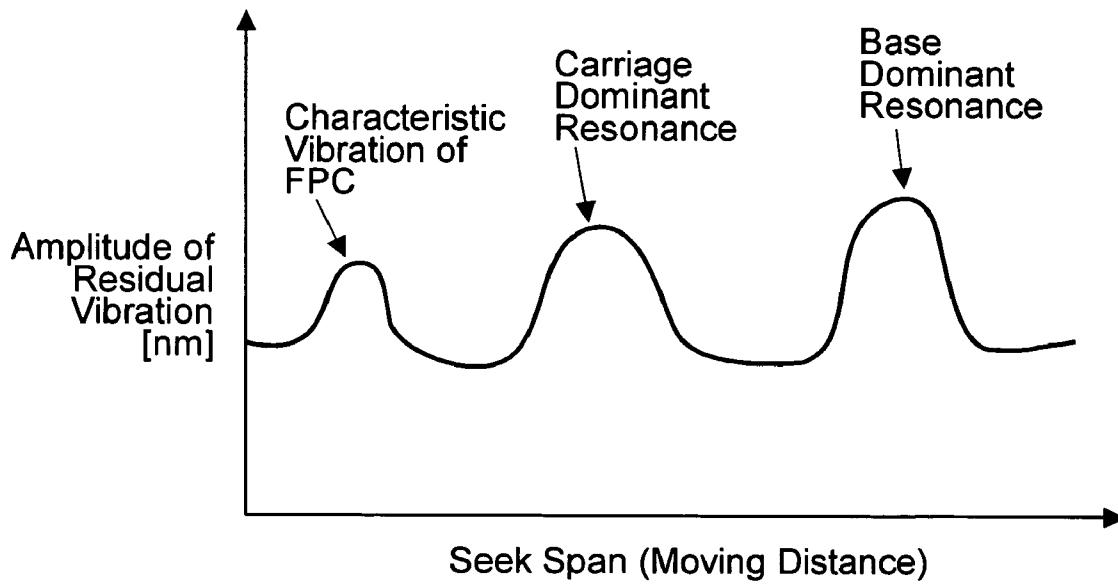 Characteristic
Vibration of
FPC
Carriage
Dominant
Resonance
Base
Dominant
Resonance
Amplitude of
Residual
Vibration
[nm]
Seek Span (Moving Distance)